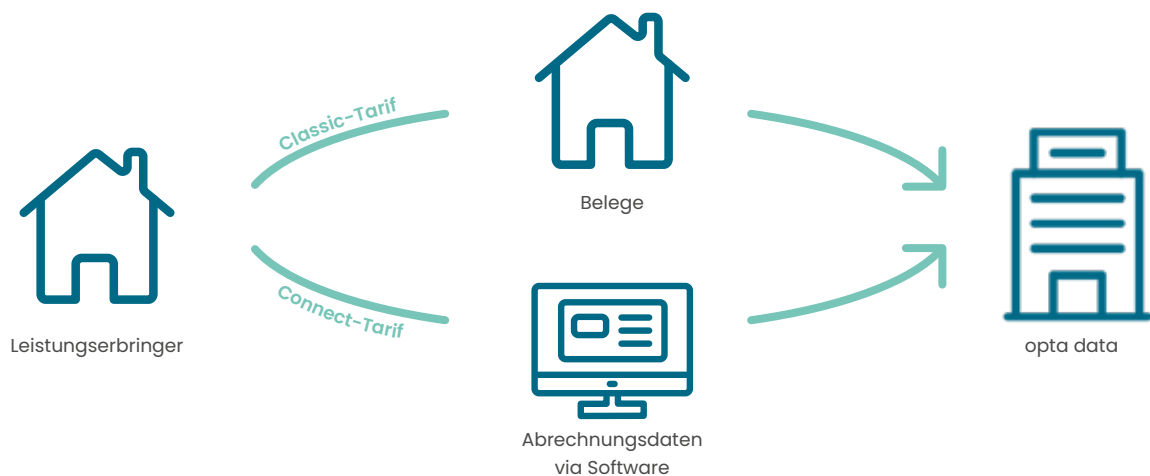 Classic-Tarif
Belege
Leistungserbringer
Connect-Tarif
opta data
Abrechnungsdaten
via Software